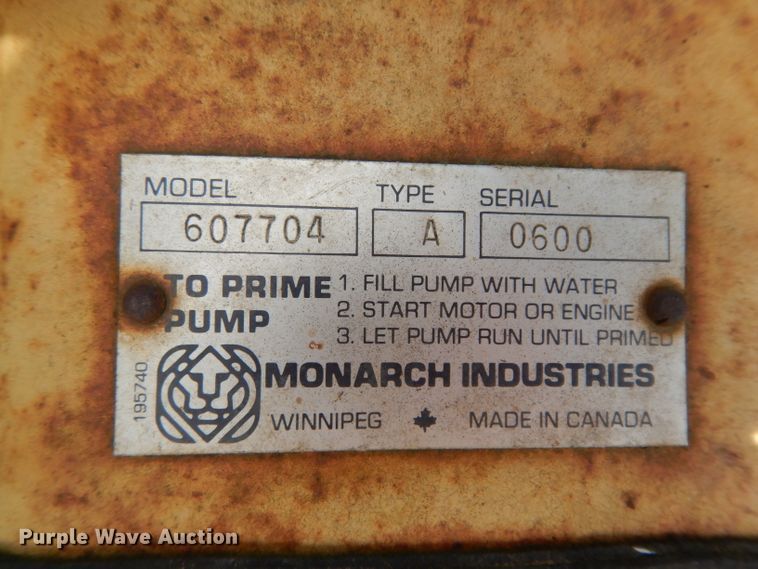 MODEL TYPE SERIAL
607704 A 0600
TO PRIME PUMP
1. FILL PUMP WITH WATER
2. START MOTOR OR ENGINE
3. LET PUMP RUN UNTIL PRIMED
195740
MONARCH INDUSTRIES
WINNIPEG MADE IN CANADA
Purple Wave Auction